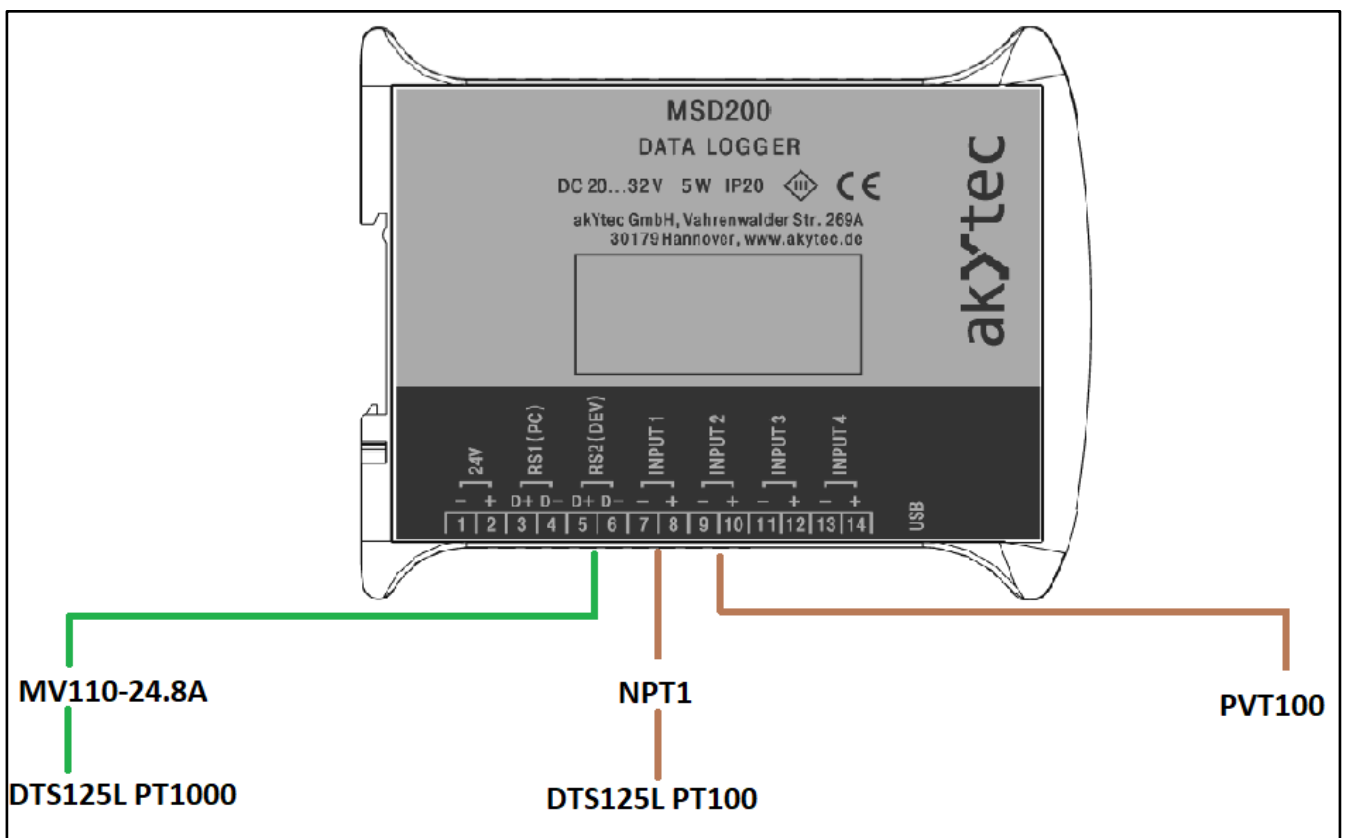 MSD200
DATA LOGGER
DC 20...32V 5W IP20 III CE
akYtec GmbH, Vahrenwalder Str. 269A
30179 Hannover, www.akytec.de
akYtec
24V
RS1(PC)
RS2(DEV)
INPUT 1
INPUT 2
INPUT 3
INPUT 4
− + D+ D− D+ D− − + − + − + − +
1 2 3 4 5 6 7 8 9 10 11 12 13 14
USB
MV110-24.8A
NPT1
PVT100
DTS125L PT1000
DTS125L PT100